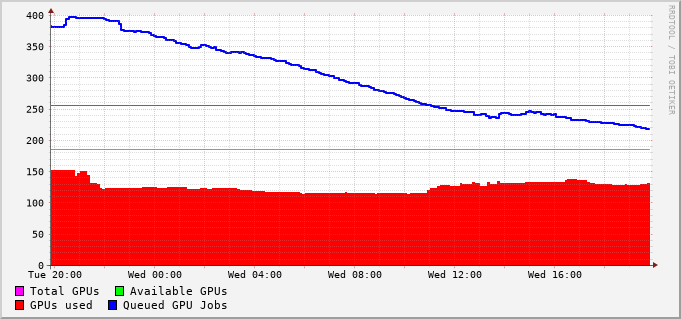 400
350
300
250
200
150
100
50
0
Tue 20:00 Wed 00:00 Wed 04:00 Wed 08:00 Wed 12:00 Wed 16:00
Total GPUs Available GPUs
GPUs used Queued GPU Jobs
RRDTOOL / TOBI OETIKER